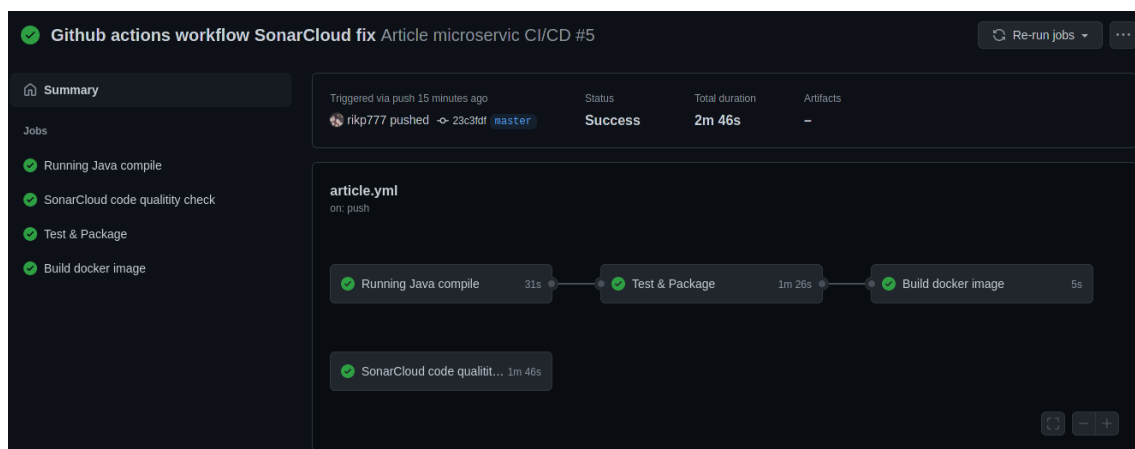 Github actions workflow SonarCloud fix Article microservic CI/CD #5
Re-run jobs
Summary
Jobs
Running Java compile
SonarCloud code qualitity check
Test & Package
Build docker image
Triggered via push 15 minutes ago
rikp777 pushed 23c3fdf master
Status
Success
Total duration
2m 46s
Artifacts
–
article.yml
on: push
Running Java compile 31s
Test & Package 1m 26s
Build docker image 5s
SonarCloud code qualitit… 1m 46s